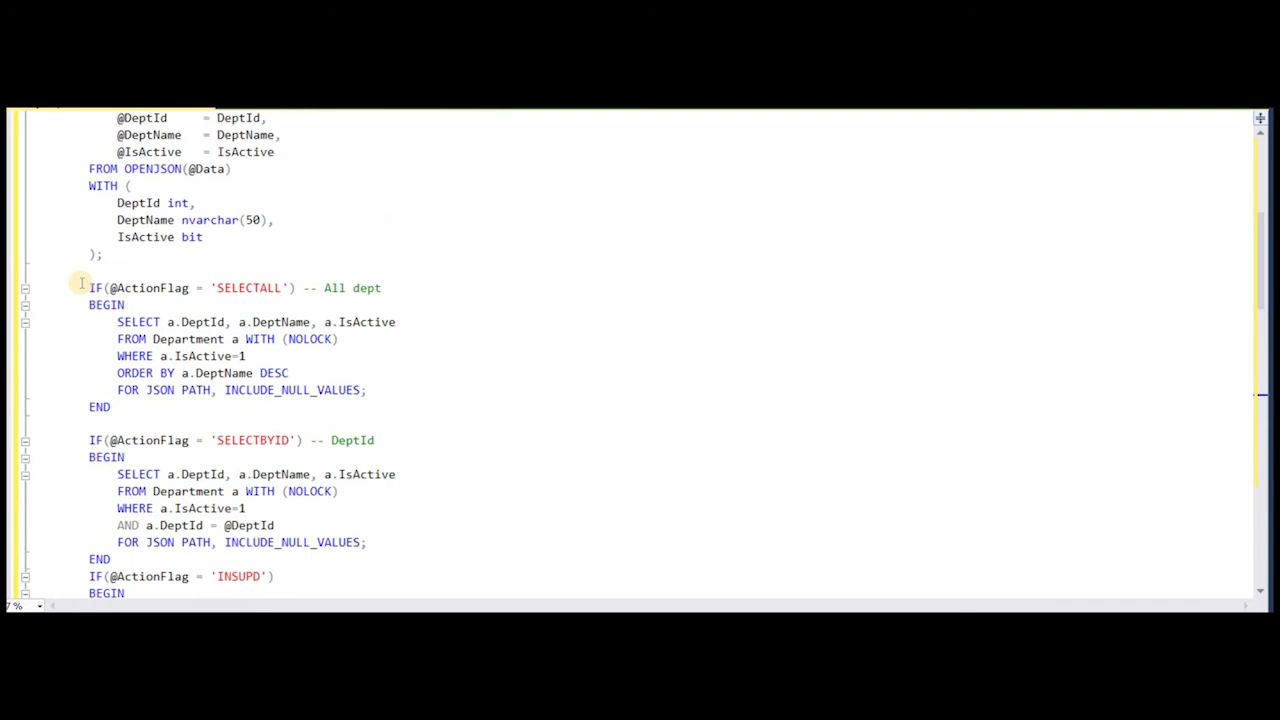 @DeptId     = DeptId,
@DeptName   = DeptName,
@IsActive   = IsActive
FROM OPENJSON(@Data)
WITH (
DeptId int,
DeptName nvarchar(50),
IsActive bit
);
IF(@ActionFlag = 'SELECTALL') -- All dept
BEGIN
SELECT a.DeptId, a.DeptName, a.IsActive
FROM Department a WITH (NOLOCK)
WHERE a.IsActive=1
ORDER BY a.DeptName DESC
FOR JSON PATH, INCLUDE_NULL_VALUES;
END
IF(@ActionFlag = 'SELECTBYID') -- DeptId
BEGIN
SELECT a.DeptId, a.DeptName, a.IsActive
FROM Department a WITH (NOLOCK)
WHERE a.IsActive=1
AND a.DeptId = @DeptId
FOR JSON PATH, INCLUDE_NULL_VALUES;
END
IF(@ActionFlag = 'INSUPD')
BEGIN
7 %